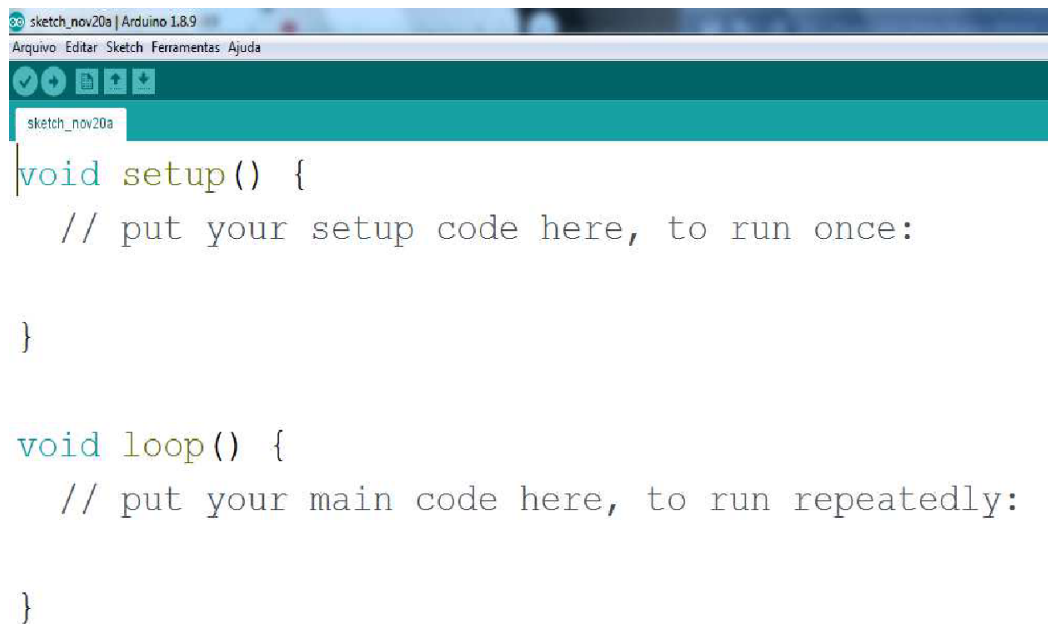 sketch_nov20a | Arduino 1.8.9
Arquivo Editar Sketch Ferramentas Ajuda
sketch_nov20a
void setup() {
// put your setup code here, to run once:
}
void loop() {
// put your main code here, to run repeatedly:
}